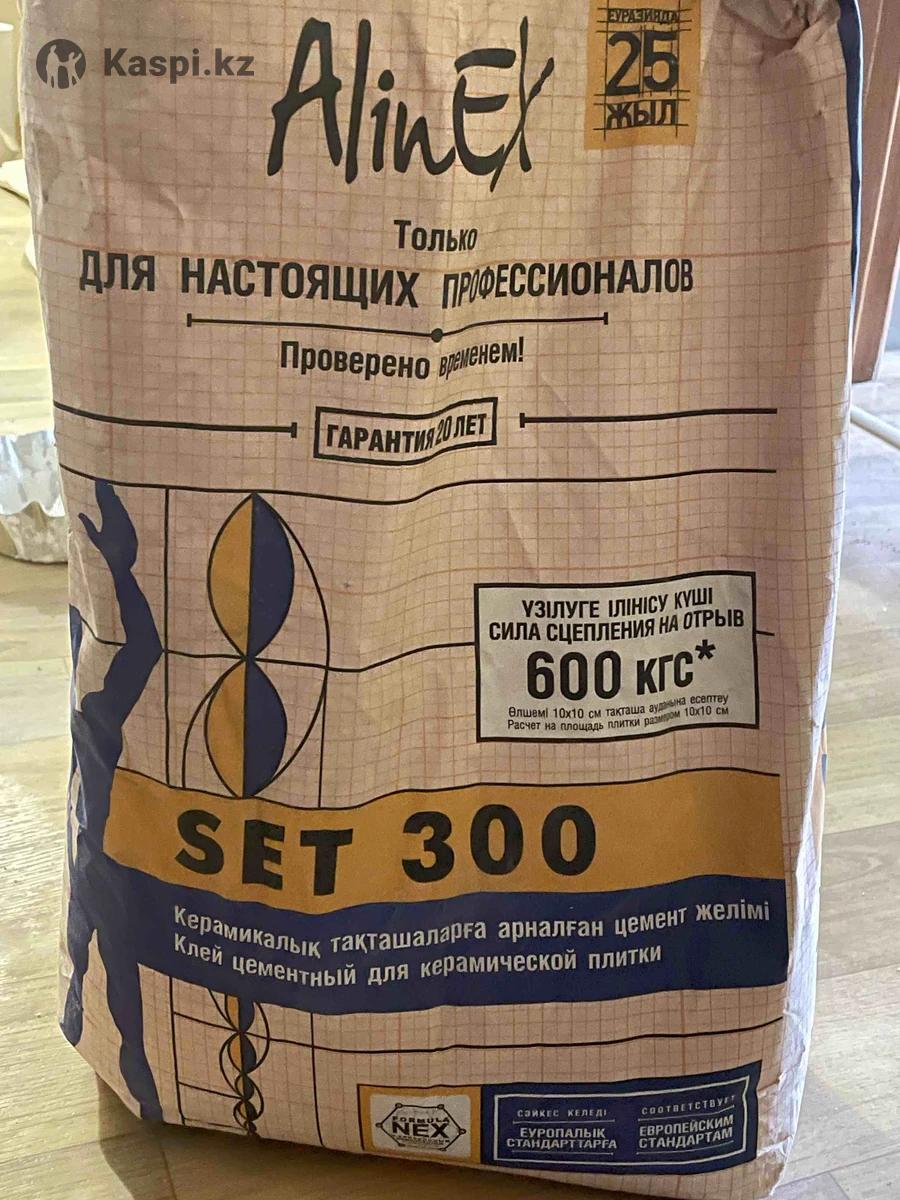 Kaspi.kz
AlinEX
ЕУРАЗИЯДА
25
ЖЫЛ
Только
ДЛЯ НАСТОЯЩИХ ПРОФЕССИОНАЛОВ
Проверено временем!
ГАРАНТИЯ 20 ЛЕТ
ҮЗІЛУГЕ ІЛІНІСУ КҮШІ
СИЛА СЦЕПЛЕНИЯ НА ОТРЫВ
600 КГС*
Өлшемі 10x10 см тақташа ауданына есептеу
Расчет на площадь плитки размером 10x10 см
SET 300
Керамикалық тақташаларға арналған цемент желімі
Клей цементный для керамической плитки
FORMULA
NEX
СӘЙКЕС КЕЛЕДІ
ЕУРОПАЛЫҚ
СТАНДАРТТАРҒА
СООТВЕТСТВУЕТ
ЕВРОПЕЙСКИМ
СТАНДАРТАМ